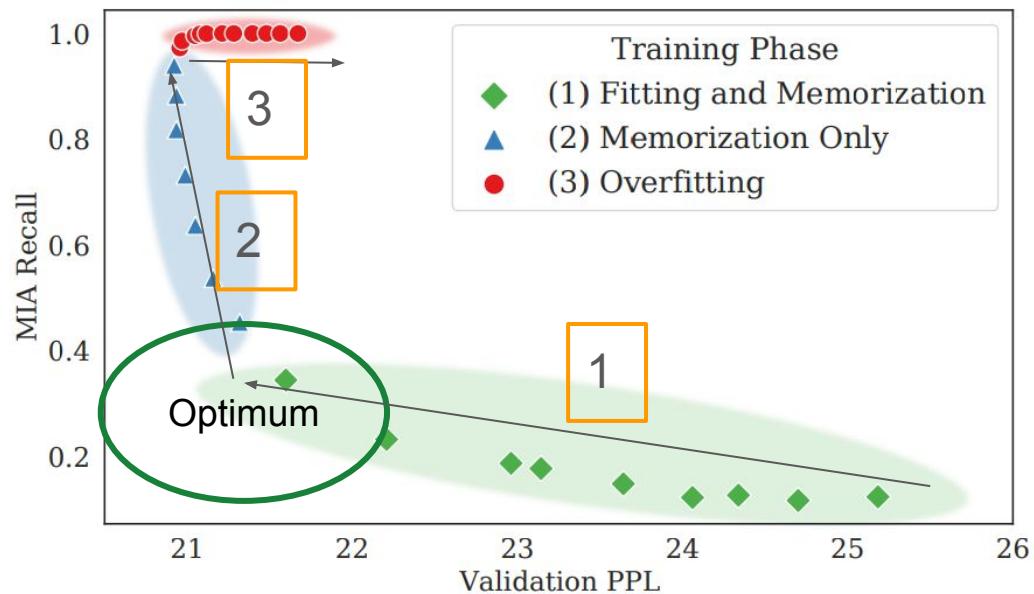 1.0
0.8
0.6
0.4
0.2
MIA Recall
21
22
23
24
25
26
Validation PPL
Training Phase
(1) Fitting and Memorization
(2) Memorization Only
(3) Overfitting
3
2
1
Optimum